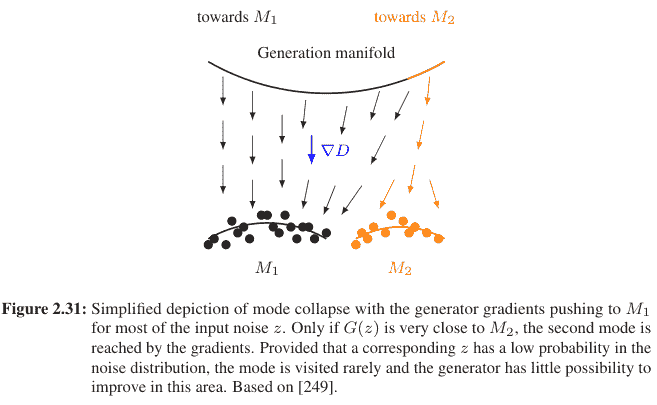 towards M₁ towards M₂
Generation manifold
∇D
M₁ M₂
Figure 2.31: Simplified depiction of mode collapse with the generator gradients pushing to M₁
for most of the input noise z. Only if G(z) is very close to M₂, the second mode is
reached by the gradients. Provided that a corresponding z has a low probability in the
noise distribution, the mode is visited rarely and the generator has little possibility to
improve in this area. Based on [249].